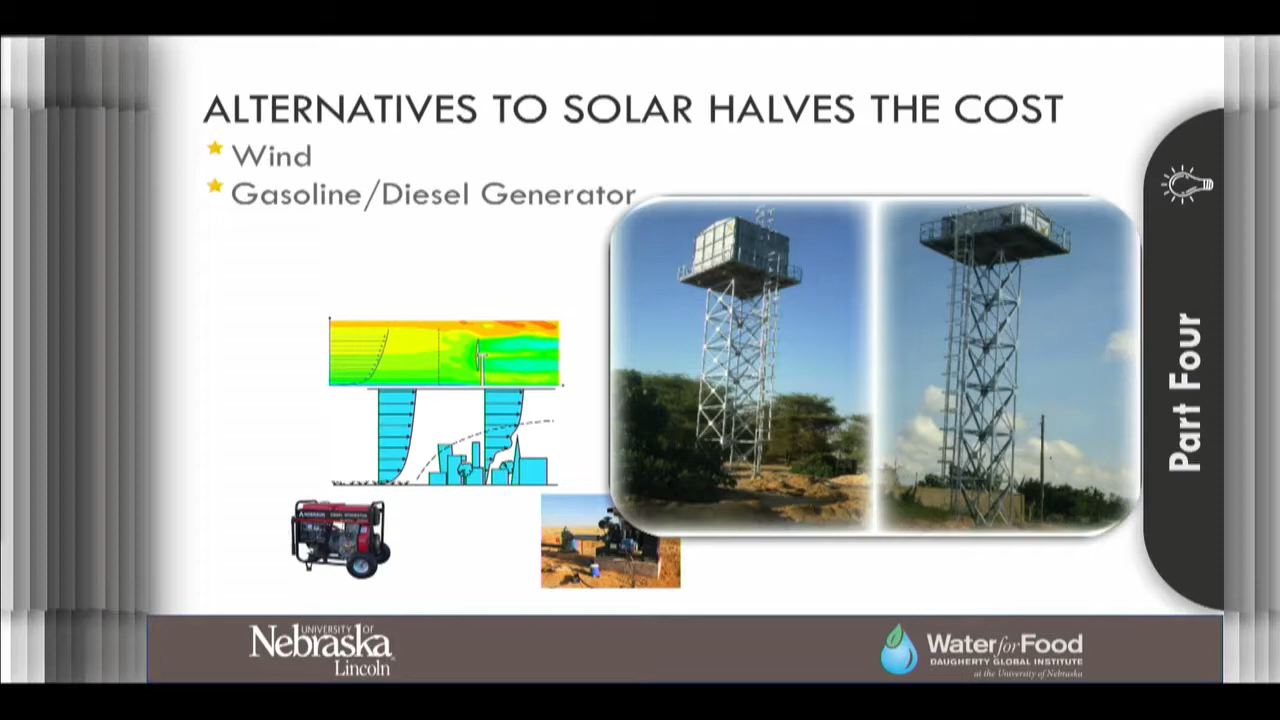 ALTERNATIVES TO SOLAR HALVES THE COST
Wind
Gasoline/Diesel Generator
Part Four
UNIVERSITY OF
Nebraska
Lincoln
Water for Food
DAUGHERTY GLOBAL INSTITUTE
at the University of Nebraska